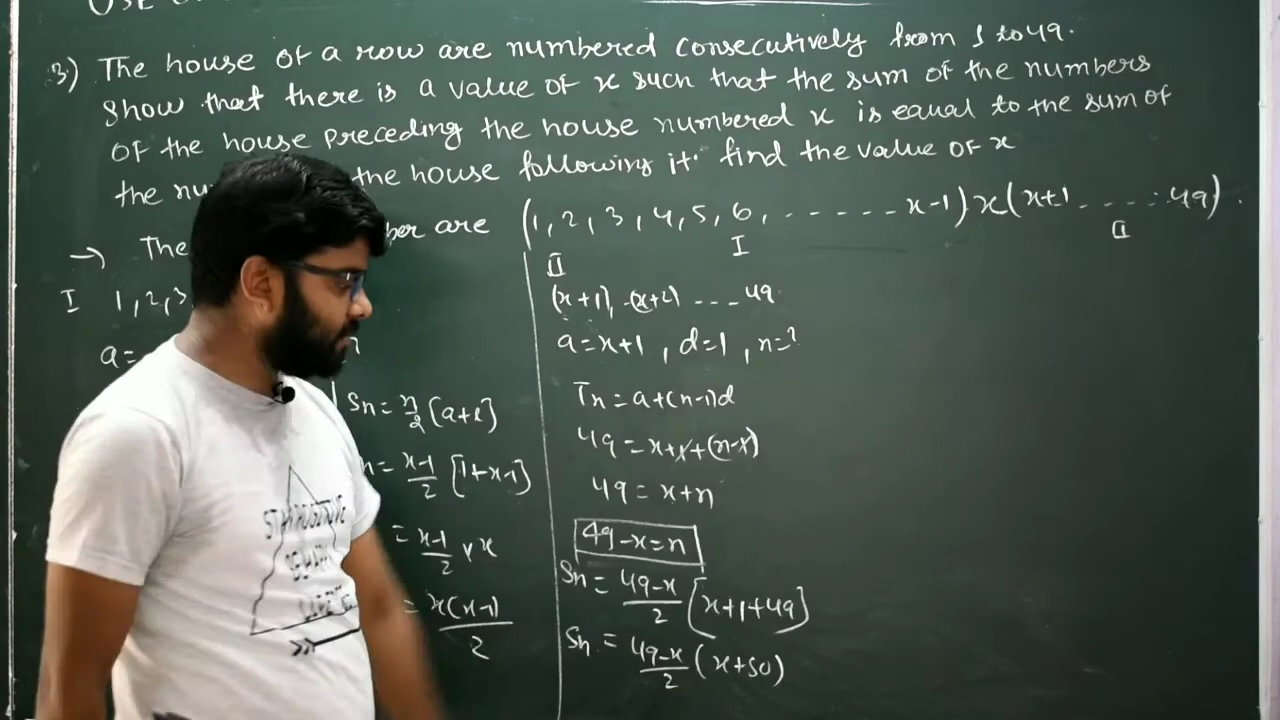 3) The house of a row are numbered consecutively from 1 to 49.
Show that there is a value of x such that the sum of the numbers
of the house preceding the house numbered x is equal to the sum of
the nu the house following it. find the value of x
→ The ber are (1, 2, 3, 4, 5, 6, ------- x-1) x (x+1 ..... 49).
I II
I 1, 2, 3
a=
Sn = n/2 [a+l]
n = x-1/2 [1+x-1]
= x-1/2 × x
= x(x-1)/2
II
(x+1), (x+2) --- 49
a=x+1, d=1, n=?
Tn = a+(n-1)d
49 = x+1+(n-1)
49 = x+n
49-x=n
Sn = 49-x/2 [x+1+49]
Sn = 49-x/2 (x+50)